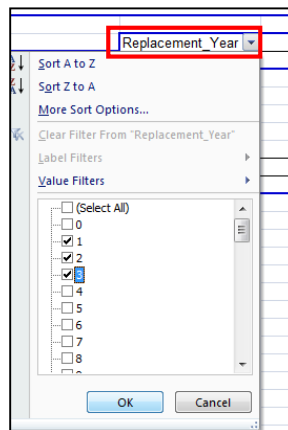 Replacement_Year
Sort A to Z
Sort Z to A
More Sort Options...
Clear Filter From "Replacement_Year"
Label Filters
Value Filters
(Select All)
0
1
2
3
4
5
6
7
8
OK
Cancel